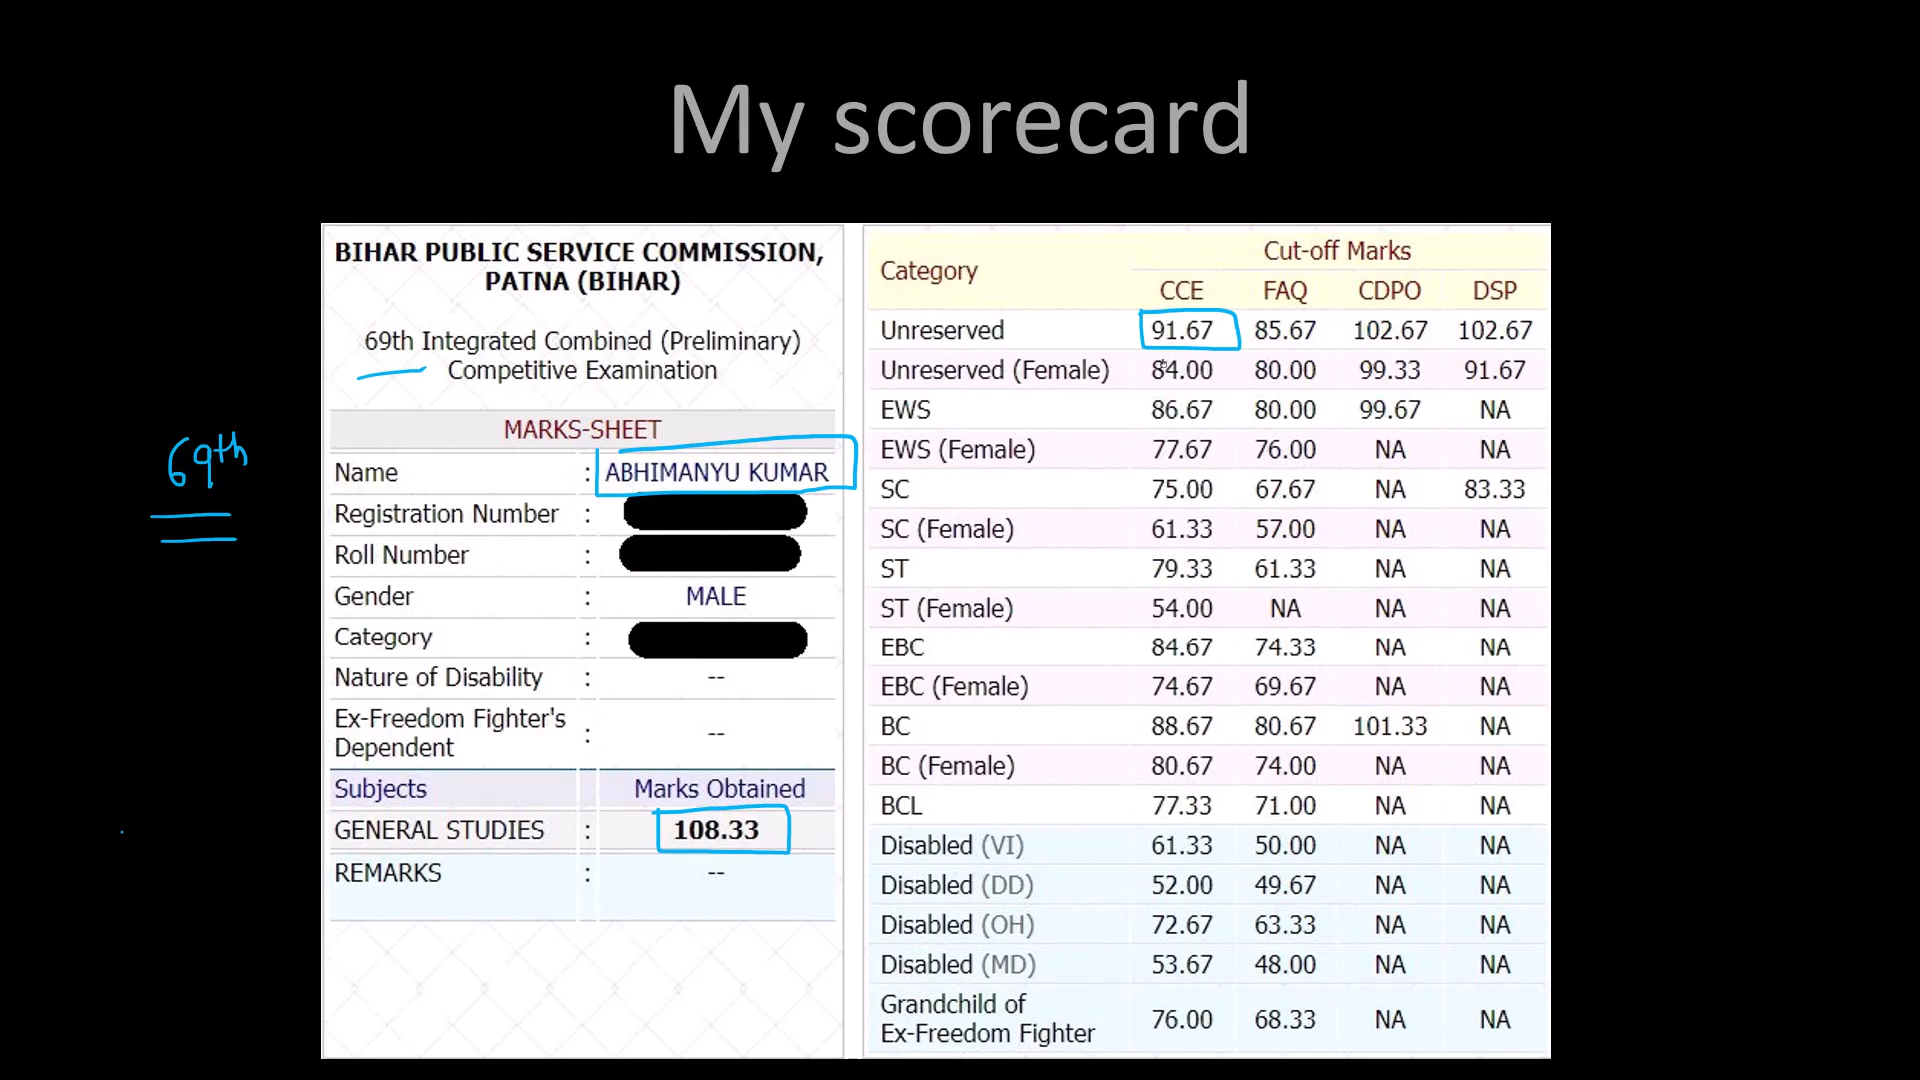 My scorecard
BIHAR PUBLIC SERVICE COMMISSION,
PATNA (BIHAR)
69th Integrated Combined (Preliminary)
Competitive Examination
MARKS-SHEET
Name : ABHIMANYU KUMAR
Registration Number :
Roll Number :
Gender : MALE
Category :
Nature of Disability : --
Ex-Freedom Fighter's
Dependent : --
Subjects Marks Obtained
GENERAL STUDIES : 108.33
REMARKS : --
69th
Category Cut-off Marks
CCE FAQ CDPO DSP
Unreserved 91.67 85.67 102.67 102.67
Unreserved (Female) 84.00 80.00 99.33 91.67
EWS 86.67 80.00 99.67 NA
EWS (Female) 77.67 76.00 NA NA
SC 75.00 67.67 NA 83.33
SC (Female) 61.33 57.00 NA NA
ST 79.33 61.33 NA NA
ST (Female) 54.00 NA NA NA
EBC 84.67 74.33 NA NA
EBC (Female) 74.67 69.67 NA NA
BC 88.67 80.67 101.33 NA
BC (Female) 80.67 74.00 NA NA
BCL 77.33 71.00 NA NA
Disabled (VI) 61.33 50.00 NA NA
Disabled (DD) 52.00 49.67 NA NA
Disabled (OH) 72.67 63.33 NA NA
Disabled (MD) 53.67 48.00 NA NA
Grandchild of
Ex-Freedom Fighter 76.00 68.33 NA NA